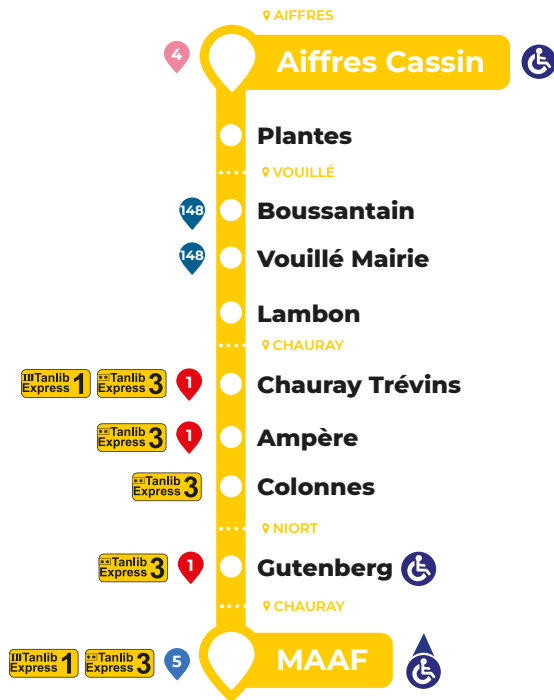 AIFFRES
4 Aiffres Cassin
Plantes
VOUILLÉ
148 Boussantain
148 Vouillé Mairie
Lambon
CHAURAY
Tanlib Express 1 Tanlib Express 3 1 Chauray Trévins
Tanlib Express 3 1 Ampère
Tanlib Express 3 Colonnes
NIORT
Tanlib Express 3 1 Gutenberg
CHAURAY
Tanlib Express 1 Tanlib Express 3 5 MAAF